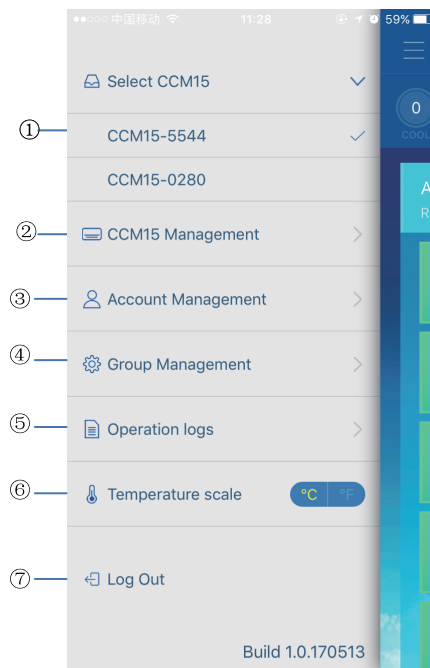 中国移动 11:28 59%
Select CCM15
0
COOL
① CCM15-5544
CCM15-0280
② CCM15 Management
③ Account Management
④ Group Management
⑤ Operation logs
⑥ Temperature scale °C °F
⑦ Log Out
Build 1.0.170513